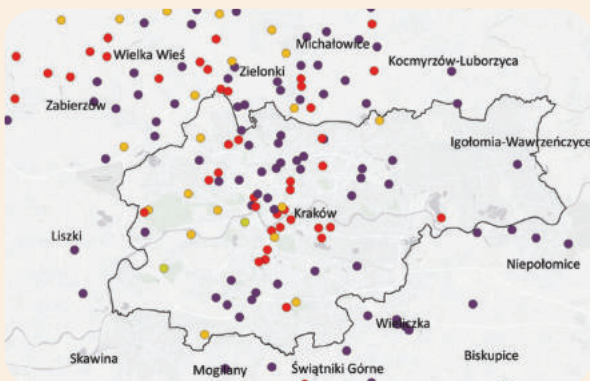 Michałowice
Wielka Wieś
Kocmyrzów-Luborzyca
Zielonki
Zabierzów
Igołomia-Wawrzeńczyce
Kraków
Liszki
Niepołomice
Wieliczka
Skawina
Biskupice
Mogilany
Świątniki Górne